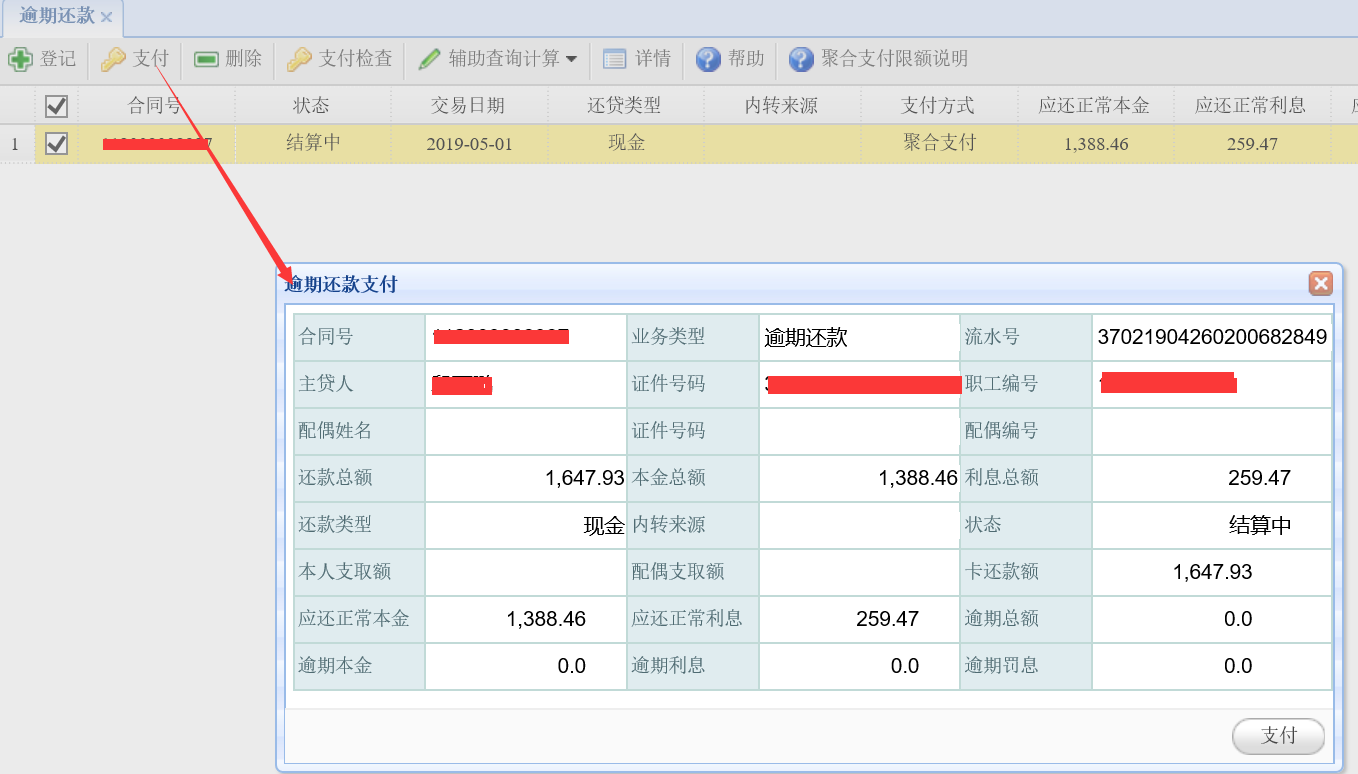 逾期还款
登记 支付 删除 支付检查 辅助查询计算 详情 帮助 聚合支付限额说明
合同号 状态 交易日期 还贷类型 内转来源 支付方式 应还正常本金 应还正常利息
1 结算中 2019-05-01 现金 聚合支付 1,388.46 259.47
逾期还款支付
合同号 业务类型 逾期还款 流水号 37021904260200682849
主贷人 证件号码 职工编号
配偶姓名 证件号码 配偶编号
还款总额 1,647.93 本金总额 1,388.46 利息总额 259.47
还款类型 现金 内转来源 状态 结算中
本人支取额 配偶支取额 卡还款额 1,647.93
应还正常本金 1,388.46 应还正常利息 259.47 逾期总额 0.0
逾期本金 0.0 逾期利息 0.0 逾期罚息 0.0
支付